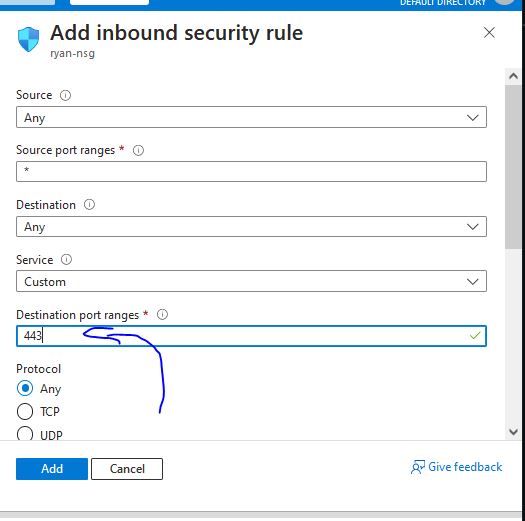 DEFAULT DIRECTORY
Add inbound security rule
ryan-nsg
Source
Any
Source port ranges *
*
Destination
Any
Service
Custom
Destination port ranges *
443
Protocol
Any
TCP
UDP
Add Cancel Give feedback